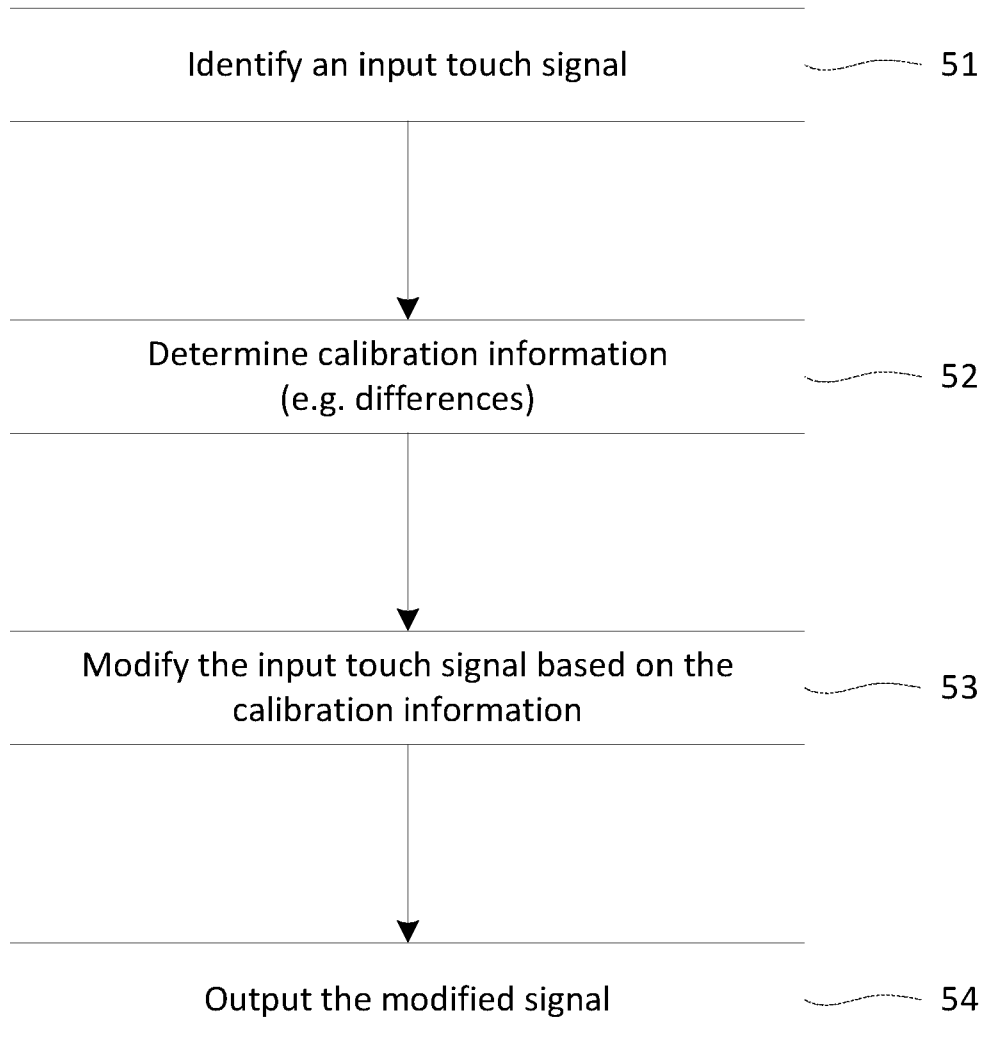 Identify an input touch signal
51
Determine calibration information
(e.g. differences)
52
Modify the input touch signal based on the
calibration information
53
Output the modified signal
54